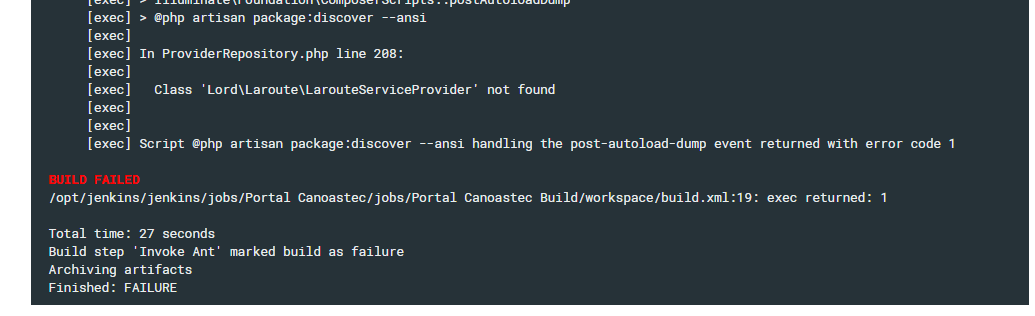 [exec] > Illuminate\Foundation\ComposerScripts::postAutoloadDump
[exec] > @php artisan package:discover --ansi
[exec]
[exec] In ProviderRepository.php line 208:
[exec]
[exec]   Class 'Lord\Laroute\LarouteServiceProvider' not found
[exec]
[exec]
[exec] Script @php artisan package:discover --ansi handling the post-autoload-dump event returned with error code 1
BUILD FAILED
/opt/jenkins/jenkins/jobs/Portal Canoastec/jobs/Portal Canoastec Build/workspace/build.xml:19: exec returned: 1
Total time: 27 seconds
Build step 'Invoke Ant' marked build as failure
Archiving artifacts
Finished: FAILURE